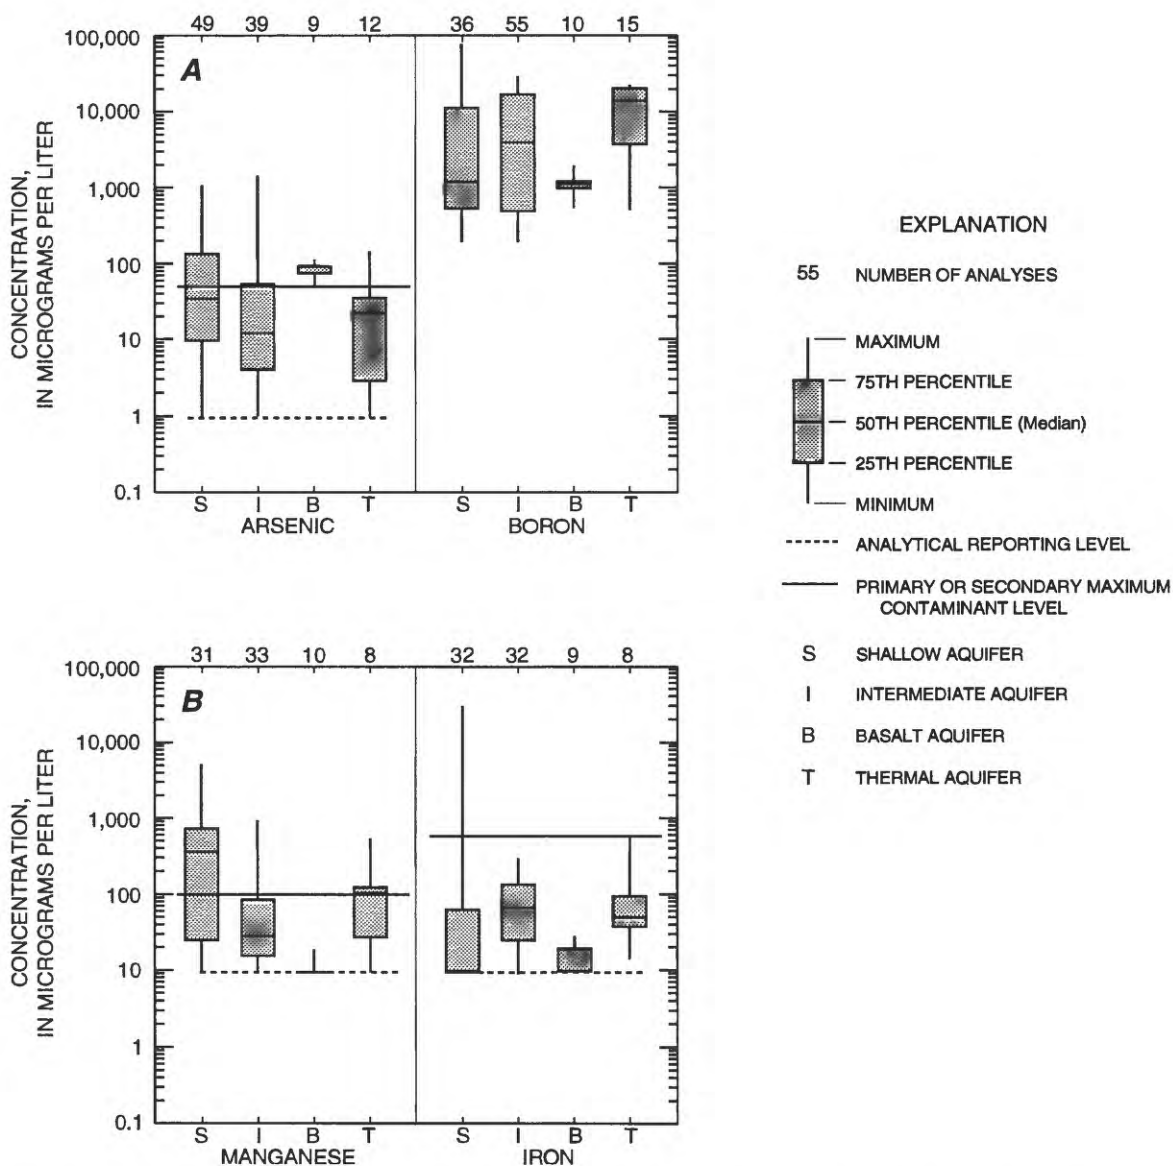 49 39 9 12 36 55 10 15
A
100,000
10,000
1,000
100
10
1
0.1
CONCENTRATION,
IN MICROGRAMS PER LITER
S I B T S I B T
ARSENIC BORON
31 33 10 8 32 32 9 8
B
100,000
10,000
1,000
100
10
1
0.1
CONCENTRATION,
IN MICROGRAMS PER LITER
S I B T S I B T
MANGANESE IRON
EXPLANATION
55 NUMBER OF ANALYSES
MAXIMUM
75TH PERCENTILE
50TH PERCENTILE (Median)
25TH PERCENTILE
MINIMUM
ANALYTICAL REPORTING LEVEL
PRIMARY OR SECONDARY MAXIMUM
CONTAMINANT LEVEL
S SHALLOW AQUIFER
I INTERMEDIATE AQUIFER
B BASALT AQUIFER
T THERMAL AQUIFER